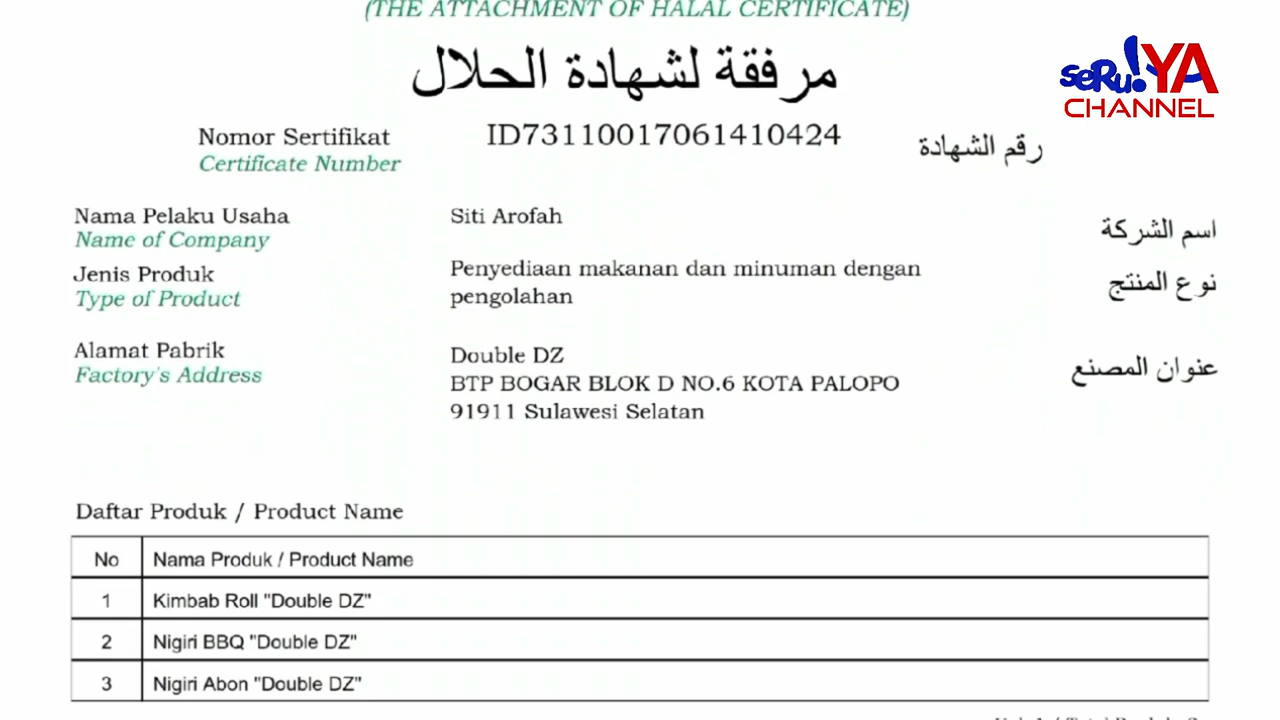 (THE ATTACHMENT OF HALAL CERTIFICATE)
مرفقة لشهادة الحلال
seRu!YA
CHANNEL
Nomor Sertifikat ID73110017061410424 رقم الشهادة
Certificate Number
Nama Pelaku Usaha Siti Arofah اسم الشركة
Name of Company
Jenis Produk Penyediaan makanan dan minuman dengan نوع المنتج
Type of Product pengolahan
Alamat Pabrik Double DZ عنوان المصنع
Factory's Address BTP BOGAR BLOK D NO.6 KOTA PALOPO
91911 Sulawesi Selatan
Daftar Produk / Product Name
No Nama Produk / Product Name
1 Kimbab Roll "Double DZ"
2 Nigiri BBQ "Double DZ"
3 Nigiri Abon "Double DZ"